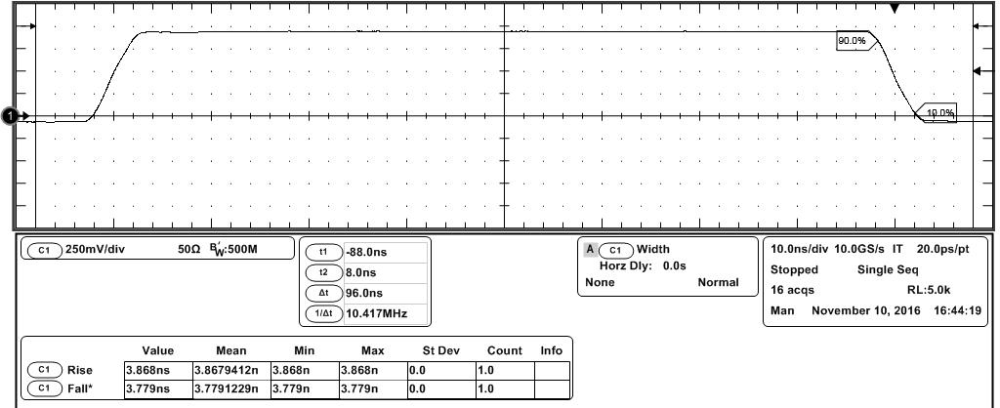 90.0%
1
10.0%
C1 250mV/div 50Ω BW:500M
t1 -88.0ns
t2 8.0ns
Δt 96.0ns
1/Δt 10.417MHz
A C1 Width
Horz Dly: 0.0s
None Normal
10.0ns/div 10.0GS/s IT 20.0ps/pt
Stopped Single Seq
16 acqs RL:5.0k
Man November 10, 2016 16:44:19
Value Mean Min Max St Dev Count Info
C1 Rise 3.868ns 3.8679412n 3.868n 3.868n 0.0 1.0
C1 Fall* 3.779ns 3.7791229n 3.779n 3.779n 0.0 1.0